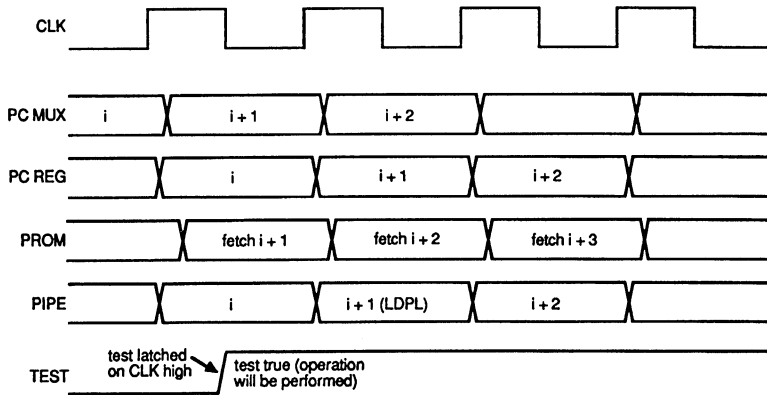 CLK
PC MUX i i + 1 i + 2
PC REG i i + 1 i + 2
PROM fetch i + 1 fetch i + 2 fetch i + 3
PIPE i i + 1 (LDPL) i + 2
test latched
on CLK high
test true (operation
will be performed)
TEST